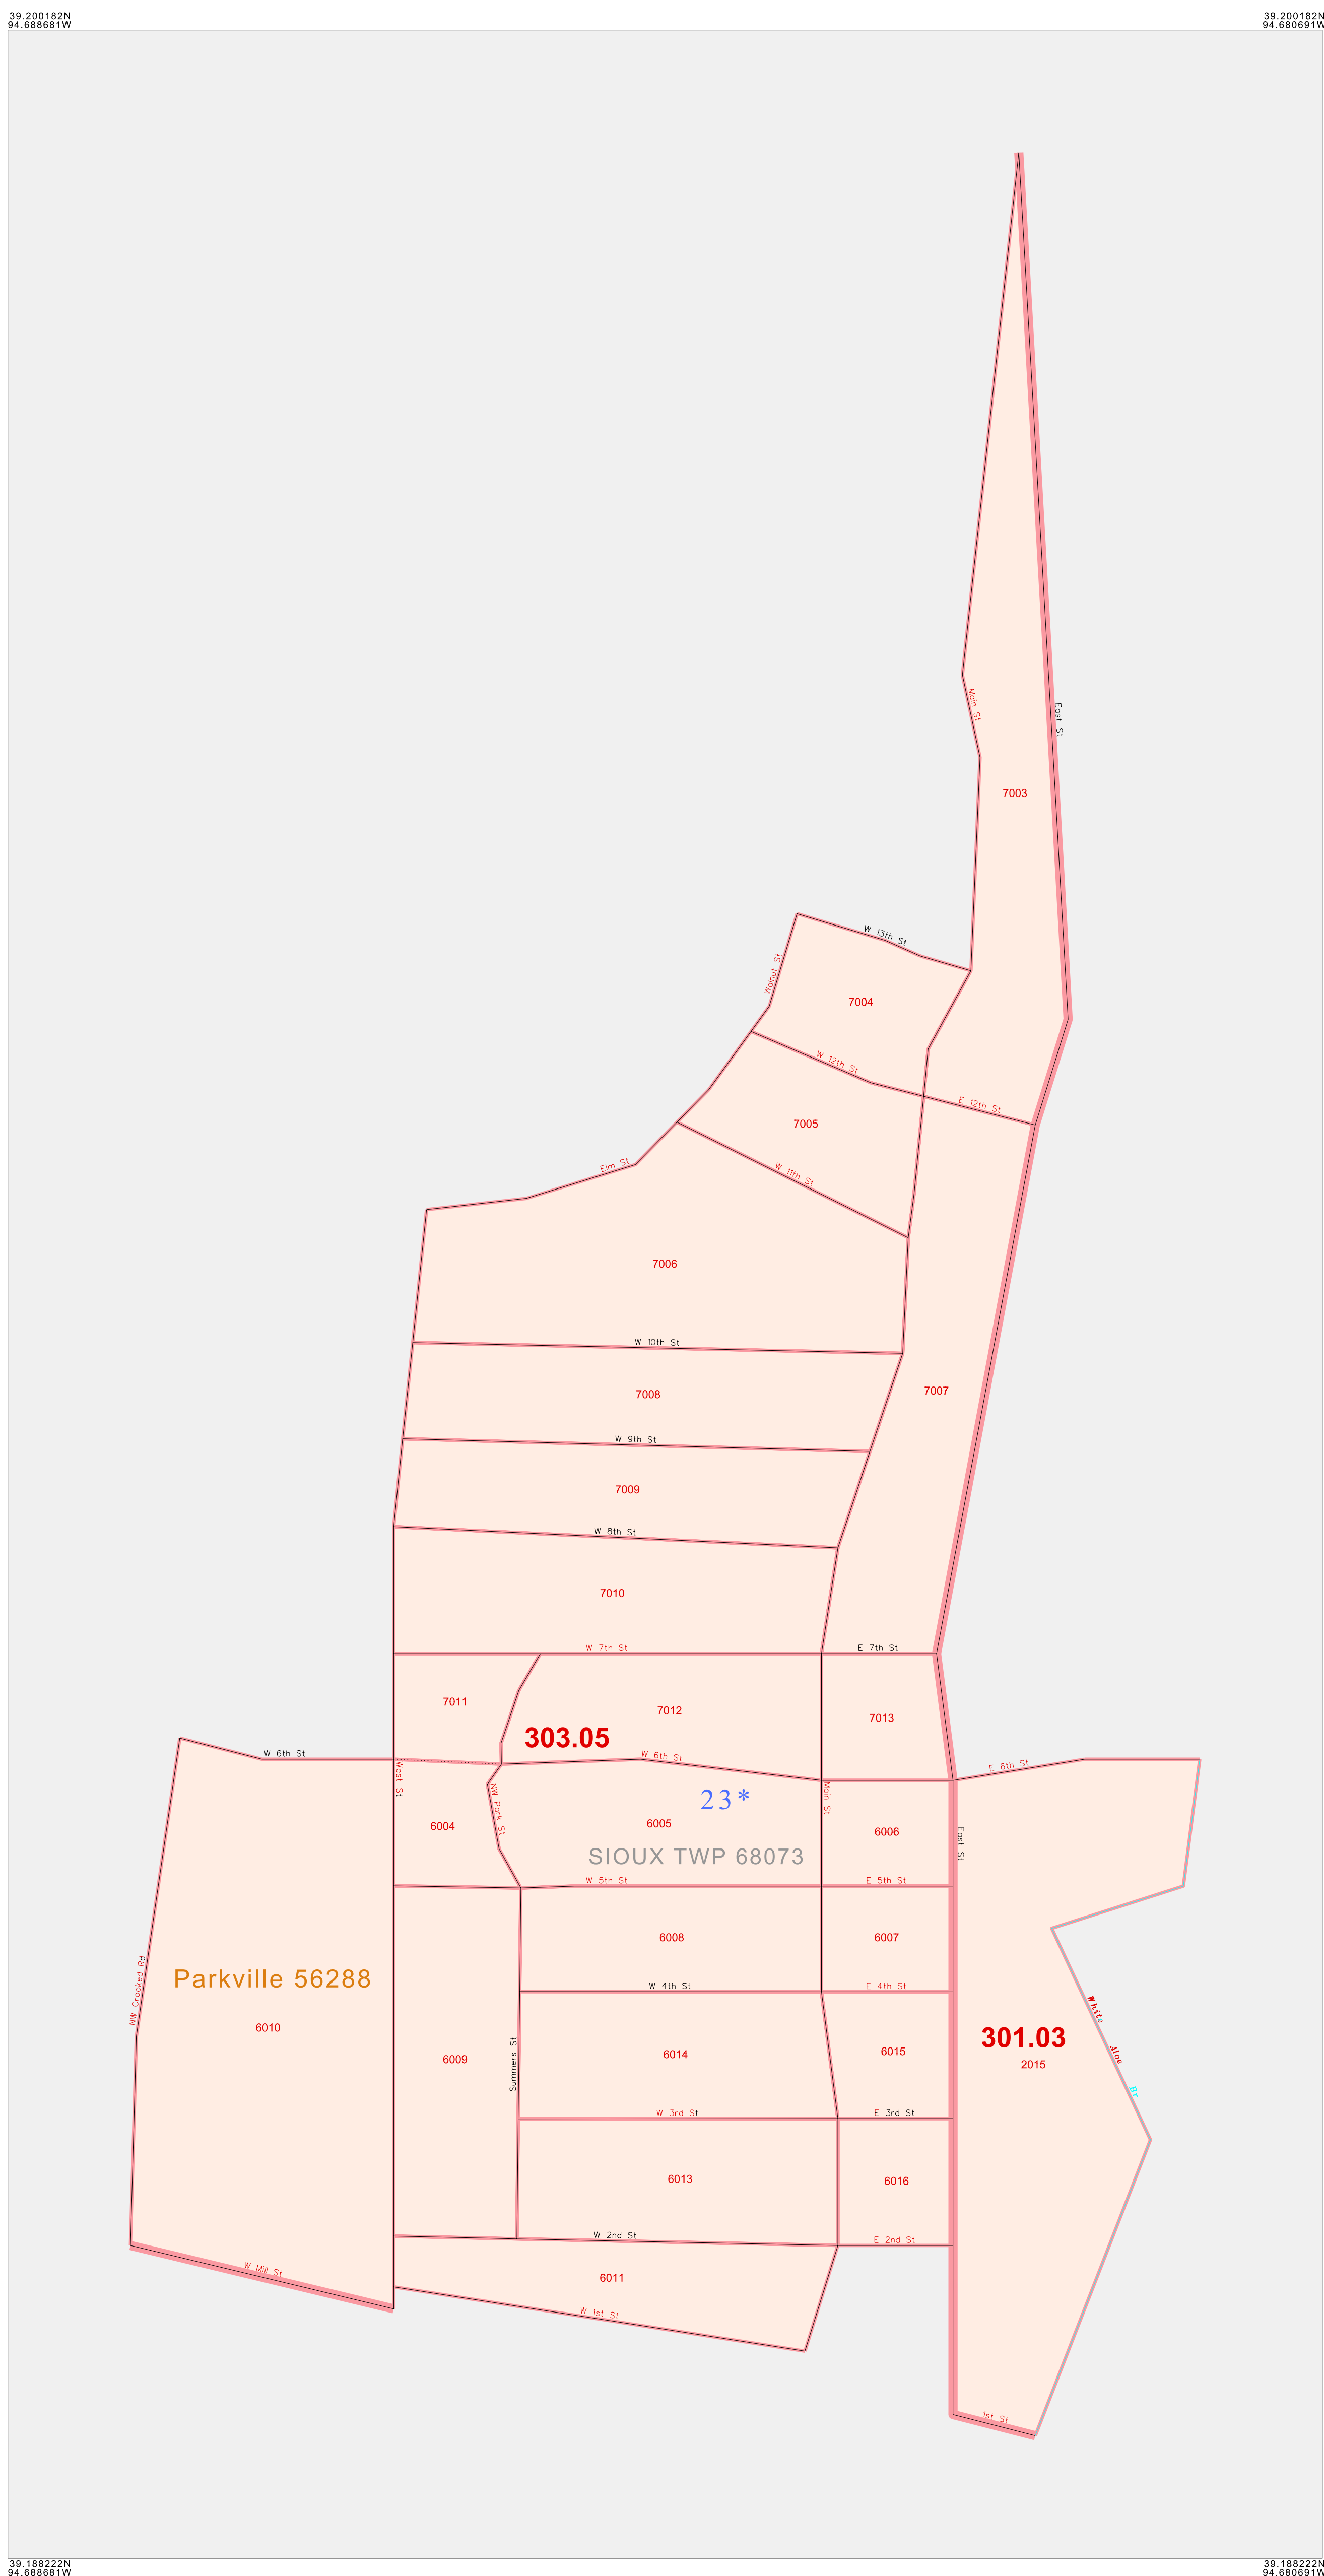 39.200182N
94.688681W
39.200182N
94.680691W
Main St
East St
7003
W 13th St
Walnut St
7004
W 12th St
E 12th St
7005
Elm St
W 11th St
7006
W 10th St
7008
7007
W 9th St
7009
W 8th St
7010
W 7th St
E 7th St
7011
7012
7013
303.05
W 6th St
W 6th St
E 6th St
West St
NW Park St
Main St
23*
6004
6005
6006
East St
SIOUX TWP 68073
W 5th St
E 5th St
6008
6007
NW Crooked Rd
Parkville 56288
W 4th St
E 4th St
White
Aloe
Br
6010
301.03
2015
6009
Summers St
6014
6015
W 3rd St
E 3rd St
6013
6016
W 2nd St
E 2nd St
W Mill St
6011
W 1st St
1st St
39.188222N
94.688681W
39.188222N
94.680691W